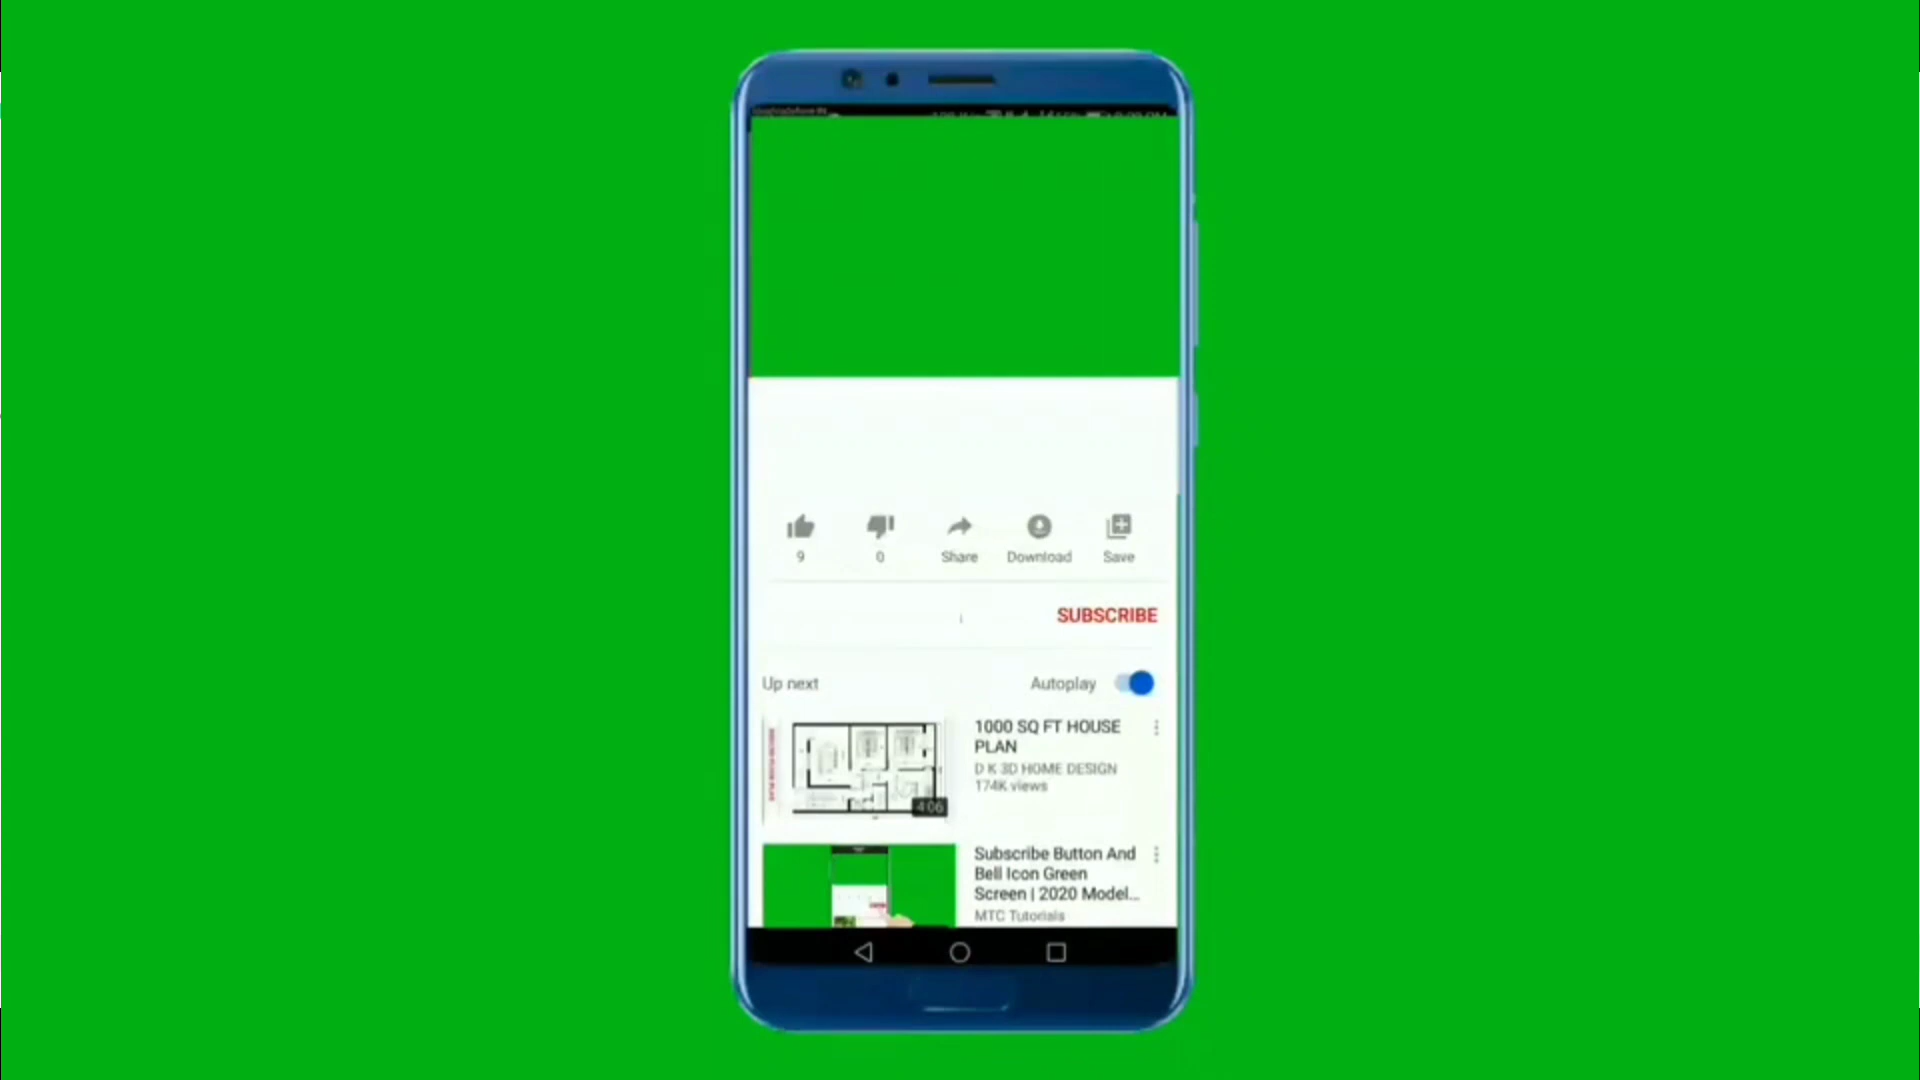 9
0
Share
Download
Save
SUBSCRIBE
Up next
Autoplay
1000 SQ FT HOUSE
PLAN
D K 3D HOME DESIGN
174K views
4:06
Subscribe Button And
Bell Icon Green
Screen | 2020 Model...
MTC Tutorials